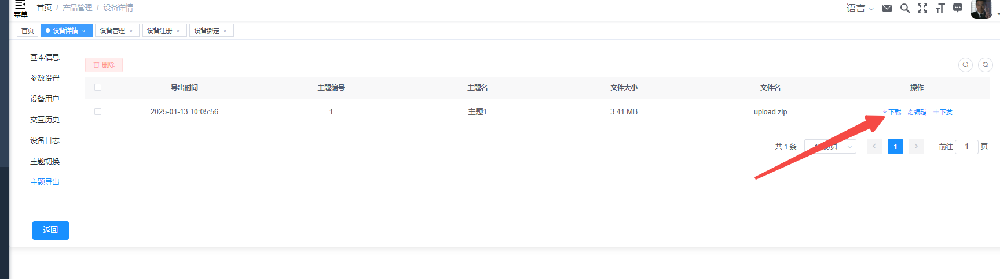 菜单
首页 / 产品管理 / 设备详情
语言
首页
设备详情 ×
设备管理 ×
设备注册 ×
设备绑定 ×
基本信息
参数设置
设备用户
交互历史
设备日志
主题切换
主题导出
删除
导出时间 主题编号 主题名 文件大小 文件名 操作
2025-01-13 10:05:56 1 主题1 3.41 MB upload.zip 下载 编辑 下发
共 1 条 页 1 前往 1 页
返回